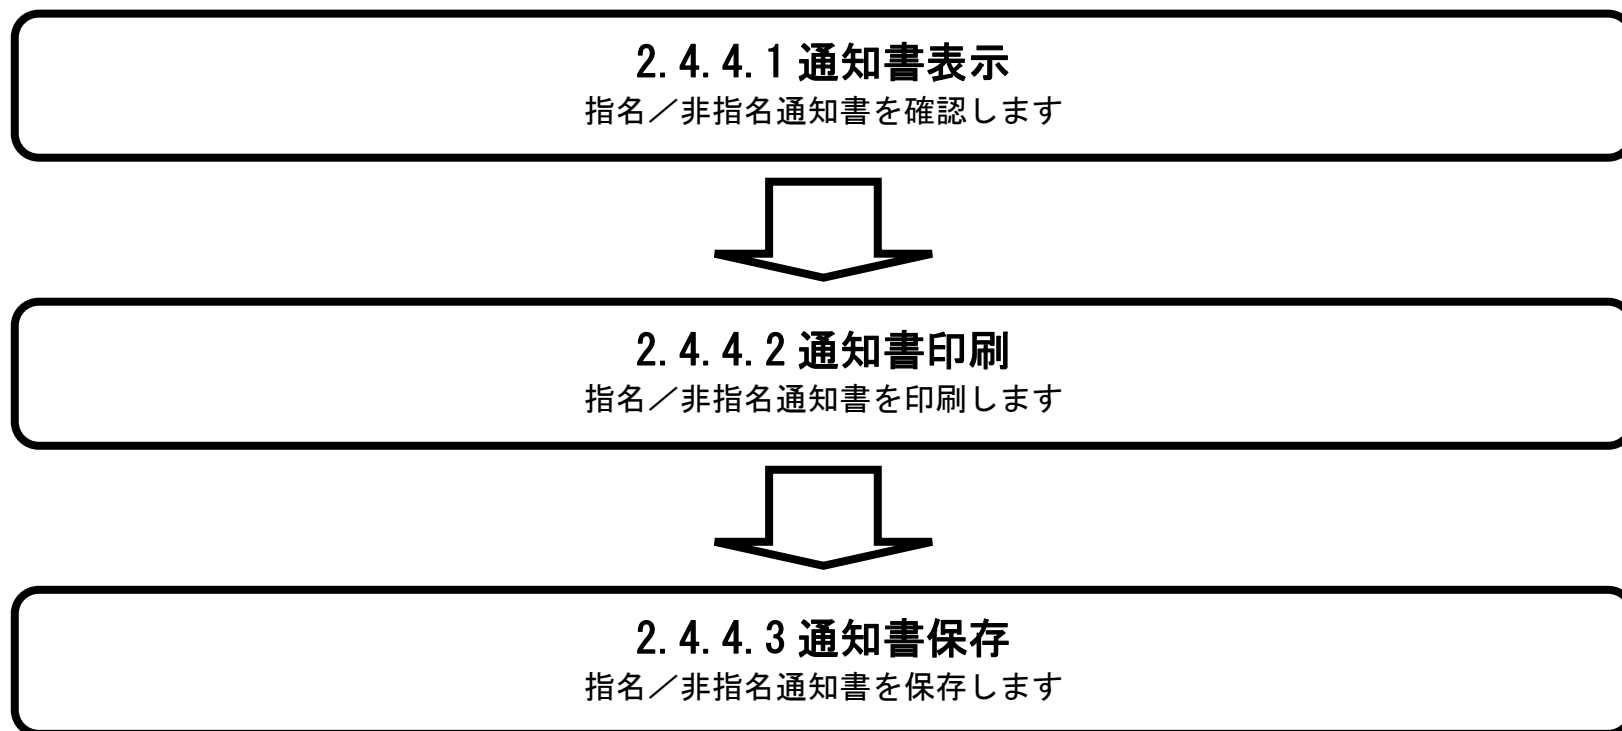 2.4.4.1 通知書表示
指名／非指名通知書を確認します
2.4.4.2 通知書印刷
指名／非指名通知書を印刷します
2.4.4.3 通知書保存
指名／非指名通知書を保存します